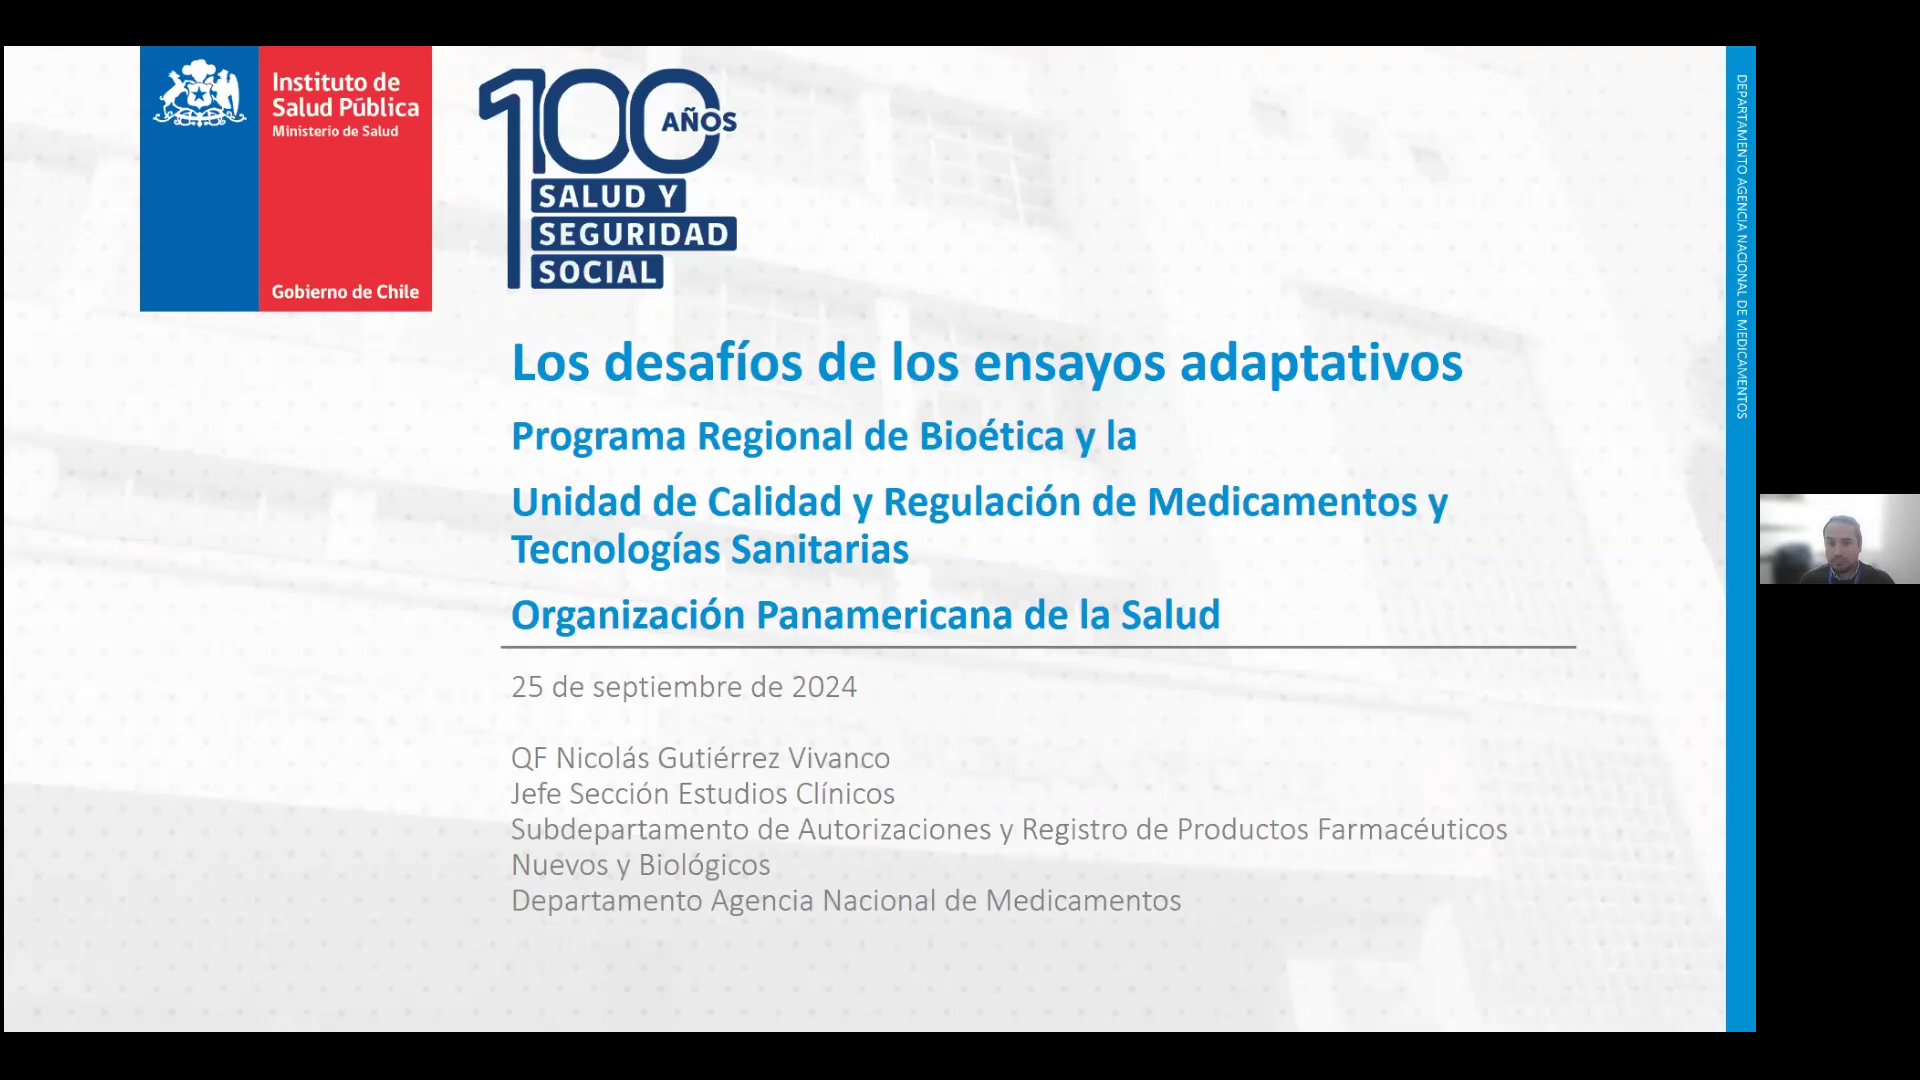 Instituto de
Salud Pública
Ministerio de Salud
Gobierno de Chile
100
AÑOS
SALUD Y
SEGURIDAD
SOCIAL
Los desafíos de los ensayos adaptativos
Programa Regional de Bioética y la
Unidad de Calidad y Regulación de Medicamentos y
Tecnologías Sanitarias
Organización Panamericana de la Salud
25 de septiembre de 2024
QF Nicolás Gutiérrez Vivanco
Jefe Sección Estudios Clínicos
Subdepartamento de Autorizaciones y Registro de Productos Farmacéuticos
Nuevos y Biológicos
Departamento Agencia Nacional de Medicamentos
DEPARTAMENTO AGENCIA NACIONAL DE MEDICAMENTOS